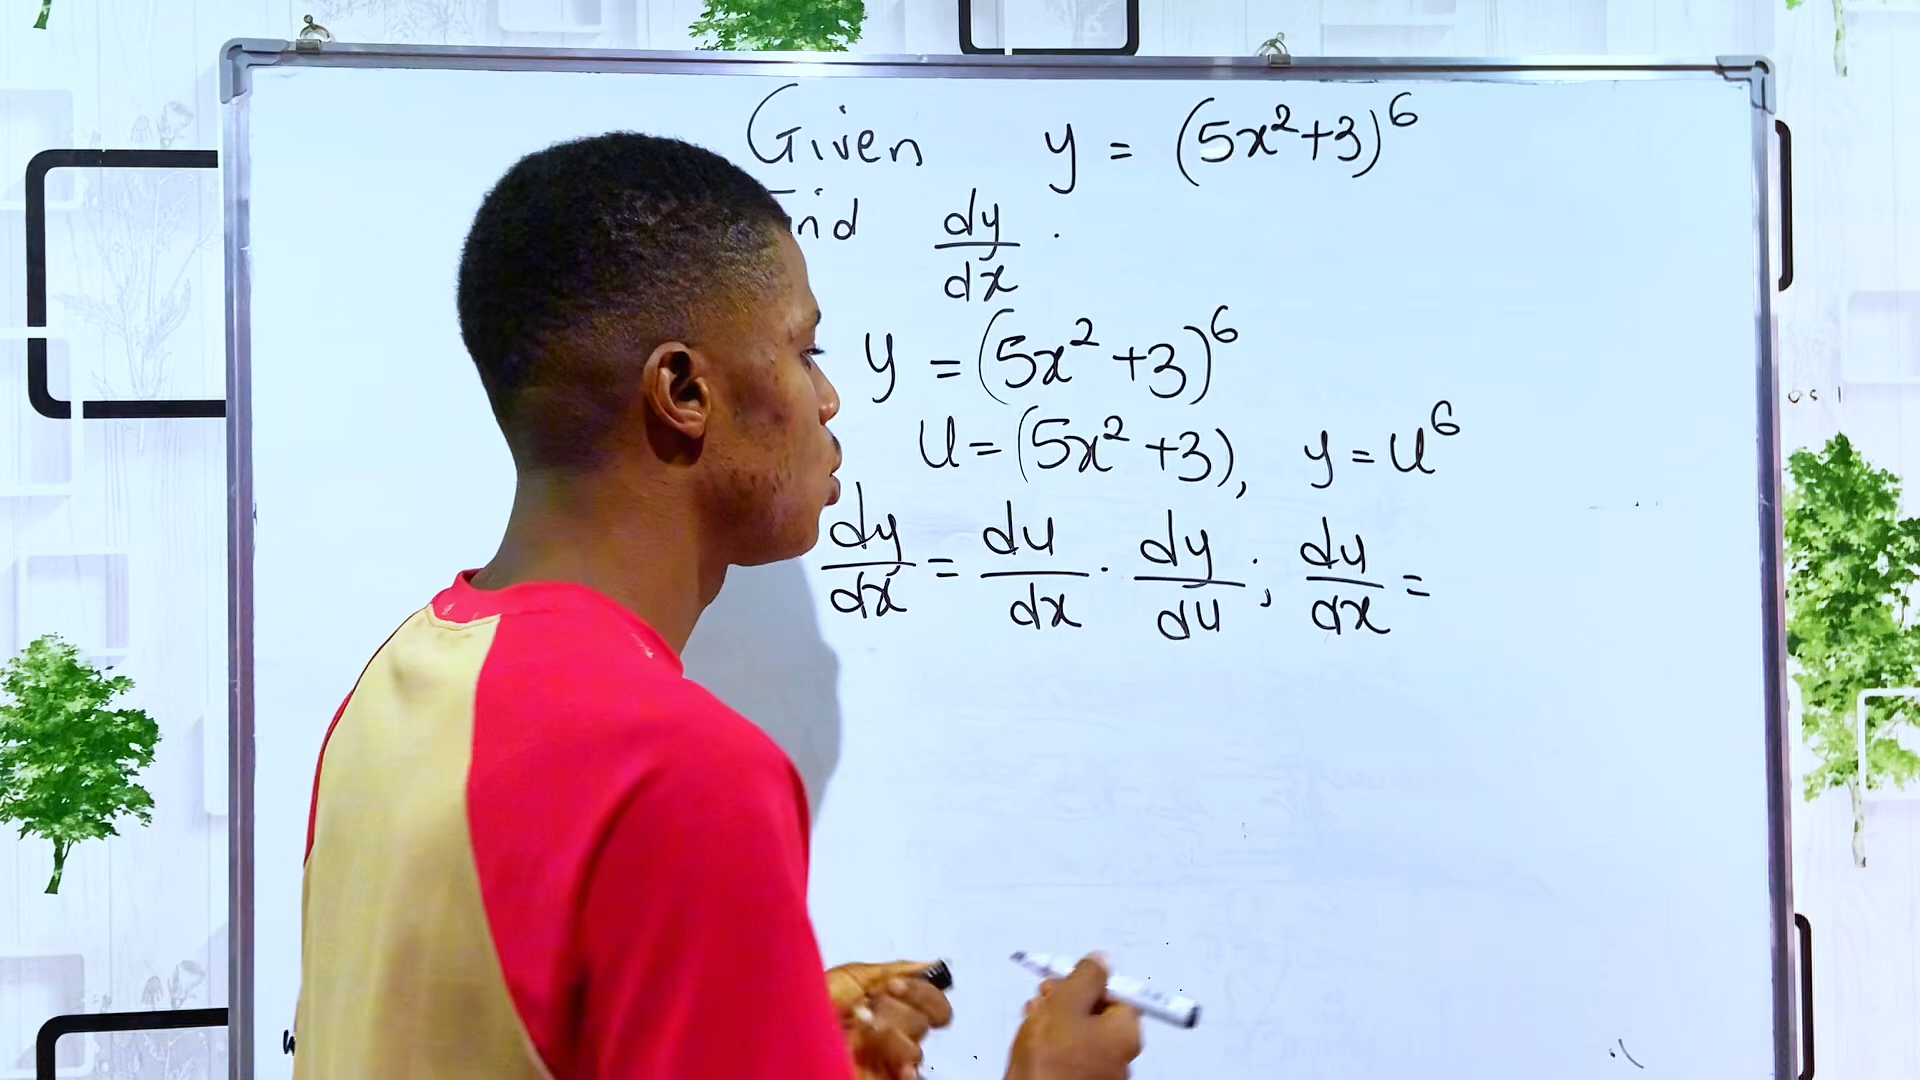 Given y = (5x²+3)⁶
ind dy/dx .
y = (5x² +3)⁶
u = (5x² +3), y = u⁶
dy/dx = du/dx · dy/du ; du/dx =